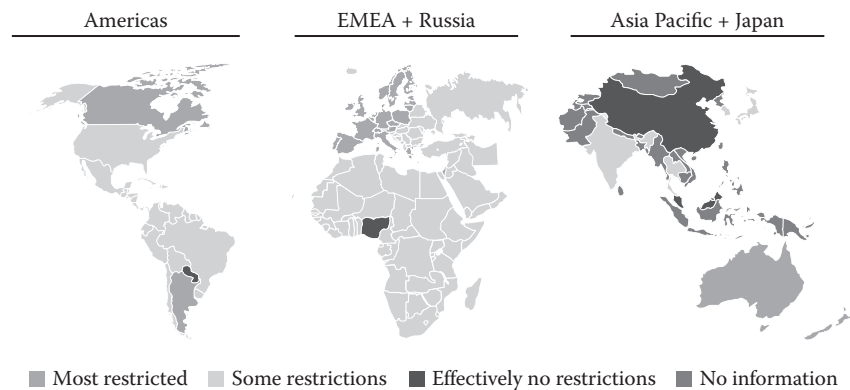 Americas
EMEA + Russia
Asia Pacific + Japan
Most restricted
Some restrictions
Effectively no restrictions
No information